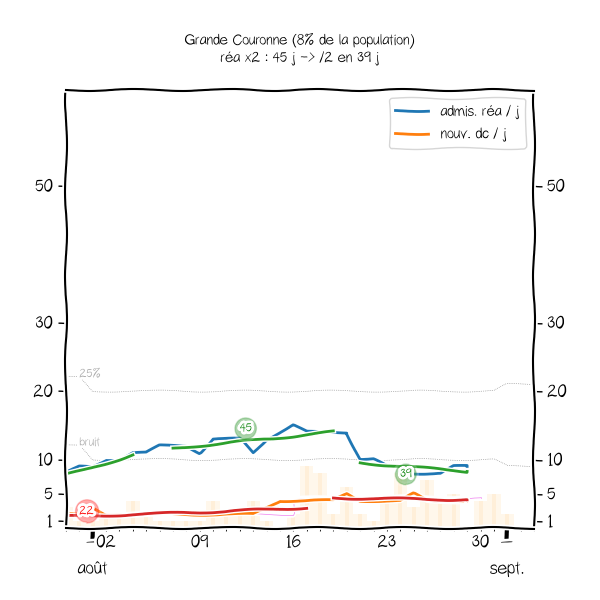 Grande Couronne (8% de la population)
réa x2 : 45 j -> /2 en 39 j
admis. réa / j
nouv. dc / j
50 50
30 30
25%
20 20
45
bruit
10 10
39
5 5
22
1 1
02 09 16 23 30
août sept.